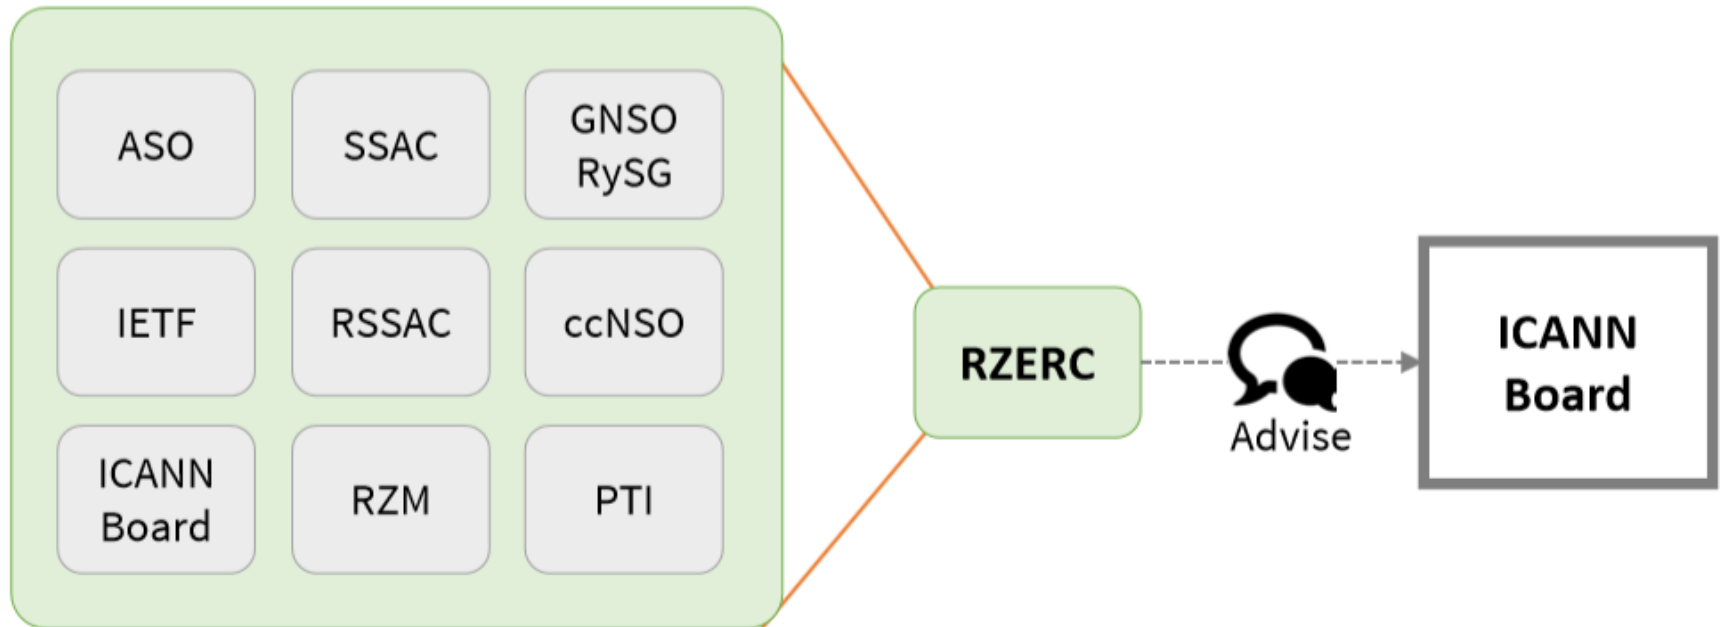 ASO
SSAC
GNSO
RySG
IETF
RSSAC
ccNSO
ICANN
Board
RZM
PTI
RZERC
Advise
ICANN
Board